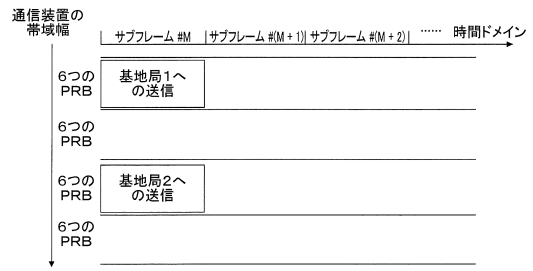 通信装置の
帯域幅
サブフレーム #M
サブフレーム #(M + 1)
サブフレーム #(M + 2)
…… 時間ドメイン
6つの
PRB
基地局1へ
の送信
6つの
PRB
6つの
PRB
基地局2へ
の送信
6つの
PRB